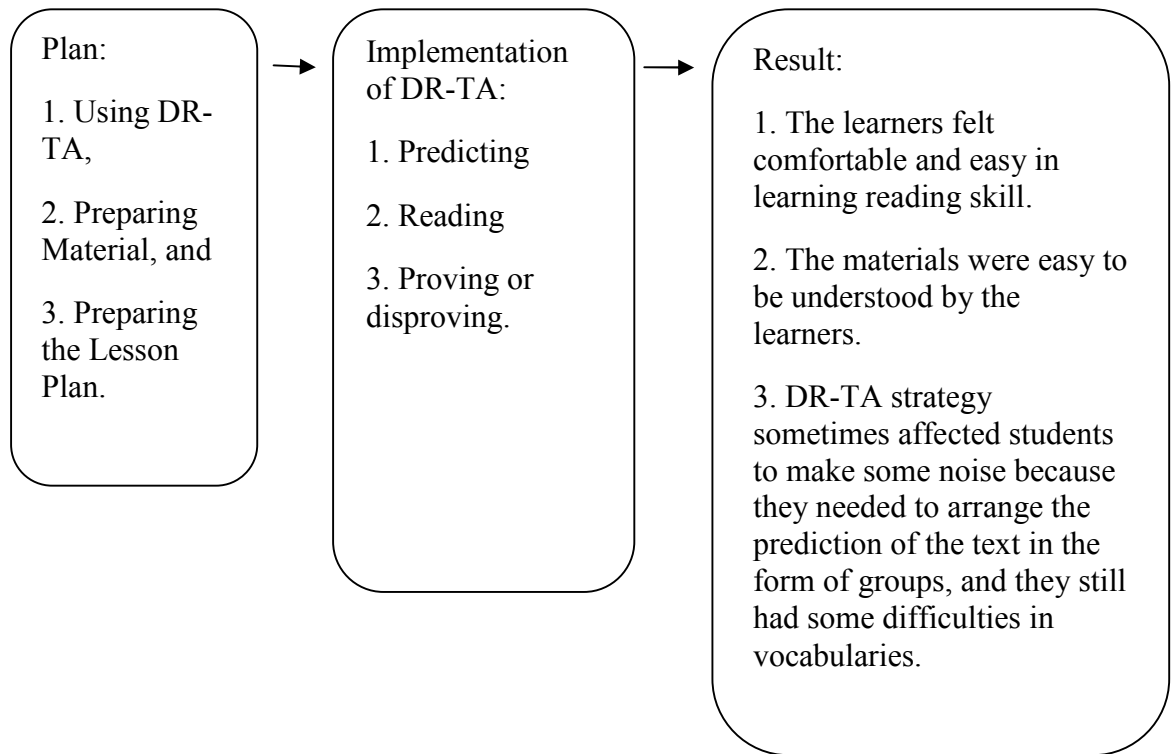 Plan:
1. Using DR-
TA,
2. Preparing
Material, and
3. Preparing
the Lesson
Plan.
Implementation
of DR-TA:
1. Predicting
2. Reading
3. Proving or
disproving.
Result:
1. The learners felt
comfortable and easy in
learning reading skill.
2. The materials were easy to
be understood by the
learners.
3. DR-TA strategy
sometimes affected students
to make some noise because
they needed to arrange the
prediction of the text in the
form of groups, and they still
had some difficulties in
vocabularies.